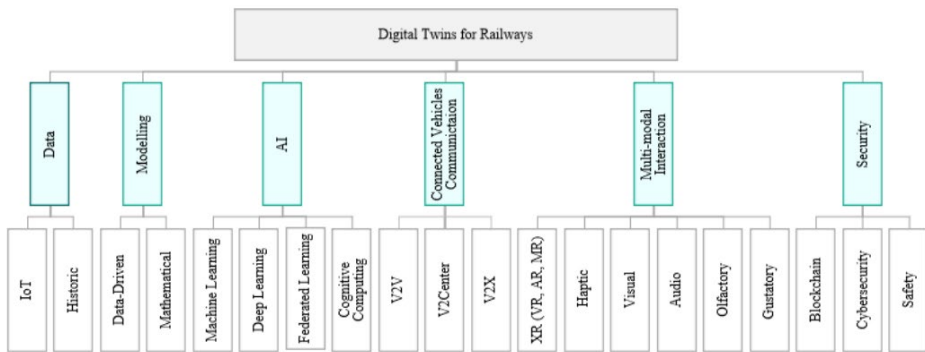 Digital Twins for Railways
Data
Modelling
AI
Connected Vehicles
Communictaion
Multi-modal
Interaction
Security
IoT
Historic
Data-Driven
Mathematical
Machine Learning
Deep Learning
Federated Learning
Cognitive
Computing
V2V
V2Center
V2X
XR (VR, AR, MR)
Haptic
Visual
Audio
Olfactory
Gustatory
Blockchain
Cybersecurity
Safety